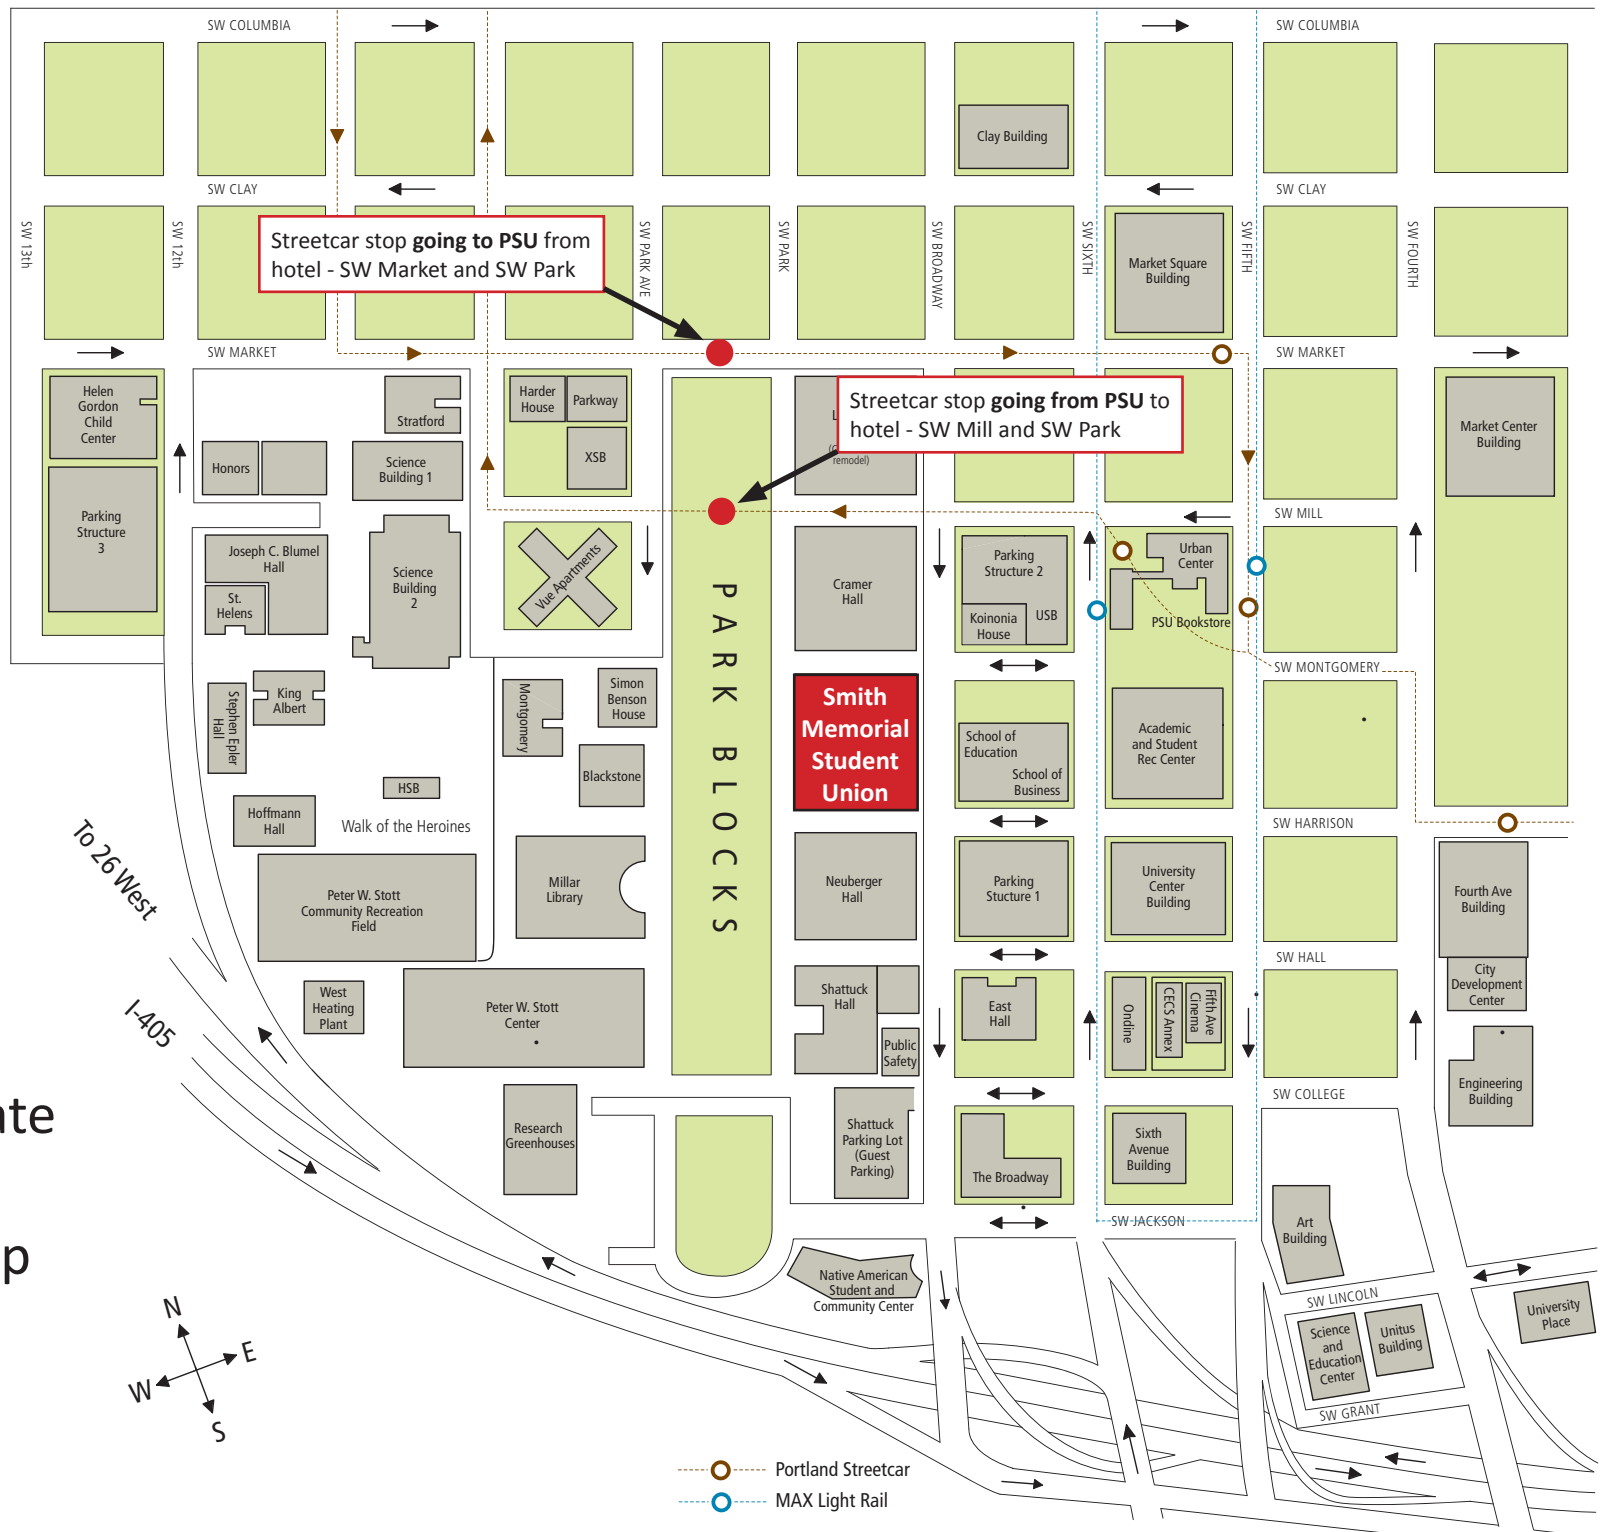 SW COLUMBIA
SW COLUMBIA
Clay Building
SW CLAY
SW CLAY
SW 13th
SW 12th
SW PARK AVE
SW PARK
SW BROADWAY
SW SIXTH
SW FIFTH
SW FOURTH
Streetcar stop going to PSU from
hotel - SW Market and SW Park
Market Square
Building
SW MARKET
SW MARKET
Helen
Gordon
Child
Center
Stratford
Harder
House
Parkway
XSB
L
remodel)
Streetcar stop going from PSU to
hotel - SW Mill and SW Park
Market Center
Building
Honors
Science
Building 1
Parking
Structure
3
SW MILL
Joseph C. Blumel
Hall
St.
Helens
Science
Building
2
Vue Apartments
PARK BLOCKS
Cramer
Hall
Parking
Structure 2
Koinonia
House
USB
Urban
Center
PSU Bookstore
SW MONTGOMERY
Stephen Epler
Hall
King
Albert
Montgomery
Simon
Benson
House
Smith
Memorial
Student
Union
School of
Education
School of
Business
Academic
and Student
Rec Center
Blackstone
HSB
Hoffmann
Hall
Walk of the Heroines
SW HARRISON
To 26 West
Peter W. Stott
Community Recreation
Field
Millar
Library
Neuberger
Hall
Parking
Stucture 1
University
Center
Building
Fourth Ave
Building
SW HALL
City
Development
Center
I-405
West
Heating
Plant
Peter W. Stott
Center
Shattuck
Hall
Public
Safety
East
Hall
Ondine
CECS Annex
Fifth Ave
Cinema
Engineering
Building
SW COLLEGE
ate
Research
Greenhouses
Shattuck
Parking Lot
(Guest
Parking)
The Broadway
Sixth
Avenue
Building
SW JACKSON
Art
Building
p
Native American
Student and
Community Center
SW LINCOLN
University
Place
Science
and
Education
Center
Unitus
Building
SW GRANT
N
E
W
S
Portland Streetcar
MAX Light Rail